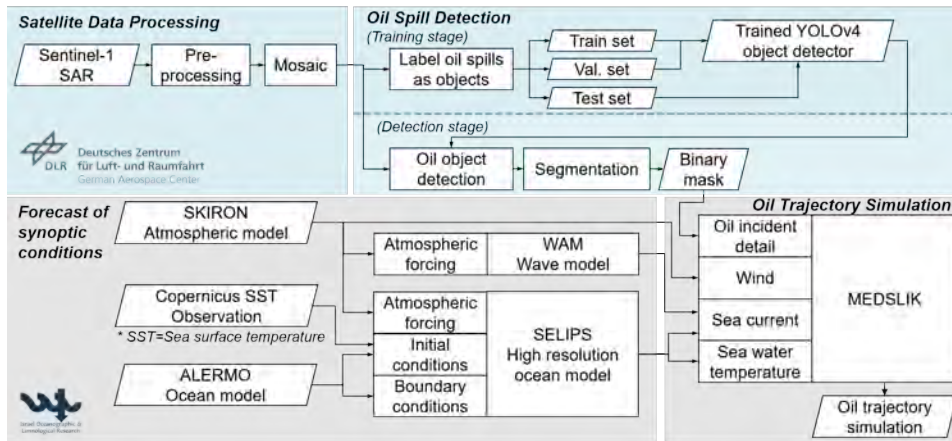 Satellite Data Processing
Sentinel-1
SAR
Pre-
processing
Mosaic
Deutsches Zentrum
DLR für Luft- und Raumfahrt
German Aerospace Center
Oil Spill Detection
(Training stage)
Label oil spills
as objects
Train set
Val. set
Test set
Trained YOLOv4
object detector
(Detection stage)
Oil object
detection
Segmentation
Binary
mask
Forecast of
synoptic
conditions
SKIRON
Atmospheric model
Copernicus SST
Observation
* SST=Sea surface temperature
ALERMO
Ocean model
Atmospheric
forcing
WAM
Wave model
Atmospheric
forcing
Initial
conditions
Boundary
conditions
SELIPS
High resolution
ocean model
Israel Oceanographic &
Limnological Research
Oil Trajectory Simulation
Oil incident
detail
Wind
Sea current
Sea water
temperature
MEDSLIK
Oil trajectory
simulation